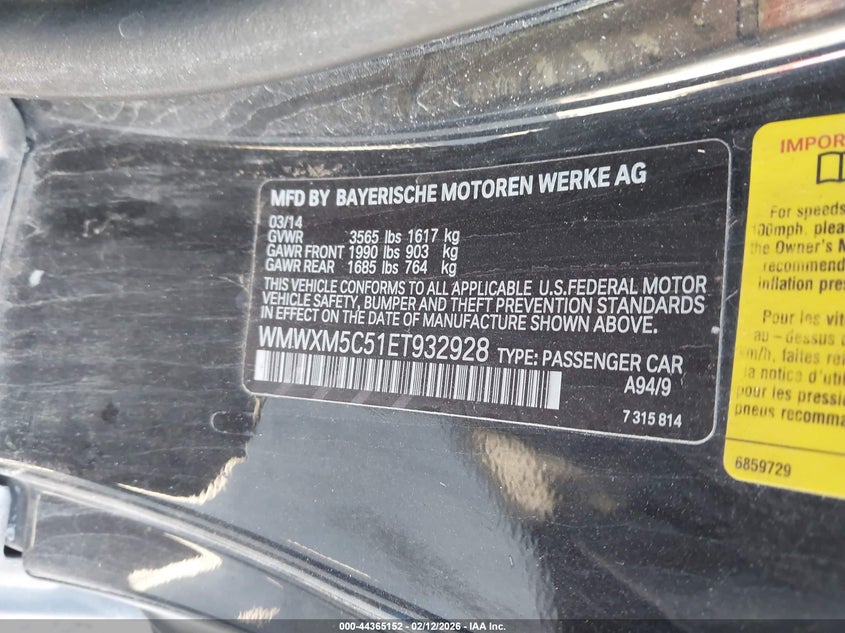 MFD BY BAYERISCHE MOTOREN WERKE AG
03/14
GVWR 3565 lbs 1617 kg
GAWR FRONT 1990 lbs 903 kg
GAWR REAR 1685 lbs 764 kg
THIS VEHICLE CONFORMS TO ALL APPLICABLE U.S.FEDERAL MOTOR
VEHICLE SAFETY, BUMPER AND THEFT PREVENTION STANDARDS
IN EFFECT ON THE DATE OF MANUFACTURE SHOWN ABOVE.
WMWXM5C51ET932928 TYPE: PASSENGER CAR
A94/9
7 315 814
IMPOR
For speeds
100mph, plea
the Owner's M
recommend
inflation pres
Pour les vit
au-dessus d
km/h, faites re
la notice d'uti
pour les pressi
pneus recomma
6859729
000-44365152 - 02/12/2026 - IAA Inc.